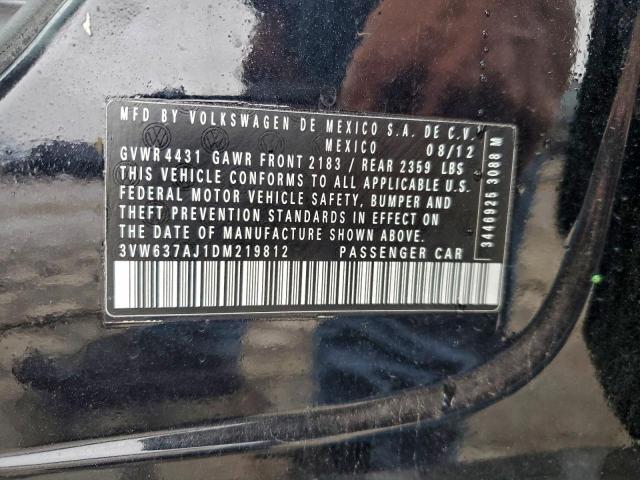 MFD BY VOLKSWAGEN DE MEXICO S.A. DE C.V.
MEXICO 08/12
GVWR 4431 GAWR FRONT 2183 / REAR 2359 LBS
THIS VEHICLE CONFORMS TO ALL APPLICABLE U.S.
FEDERAL MOTOR VEHICLE SAFETY, BUMPER AND
THEFT PREVENTION STANDARDS IN EFFECT ON
THE DATE OF MANUFACTURE SHOWN ABOVE.
3VW637AJ1DM219812 PASSENGER CAR
3446925 3088 M